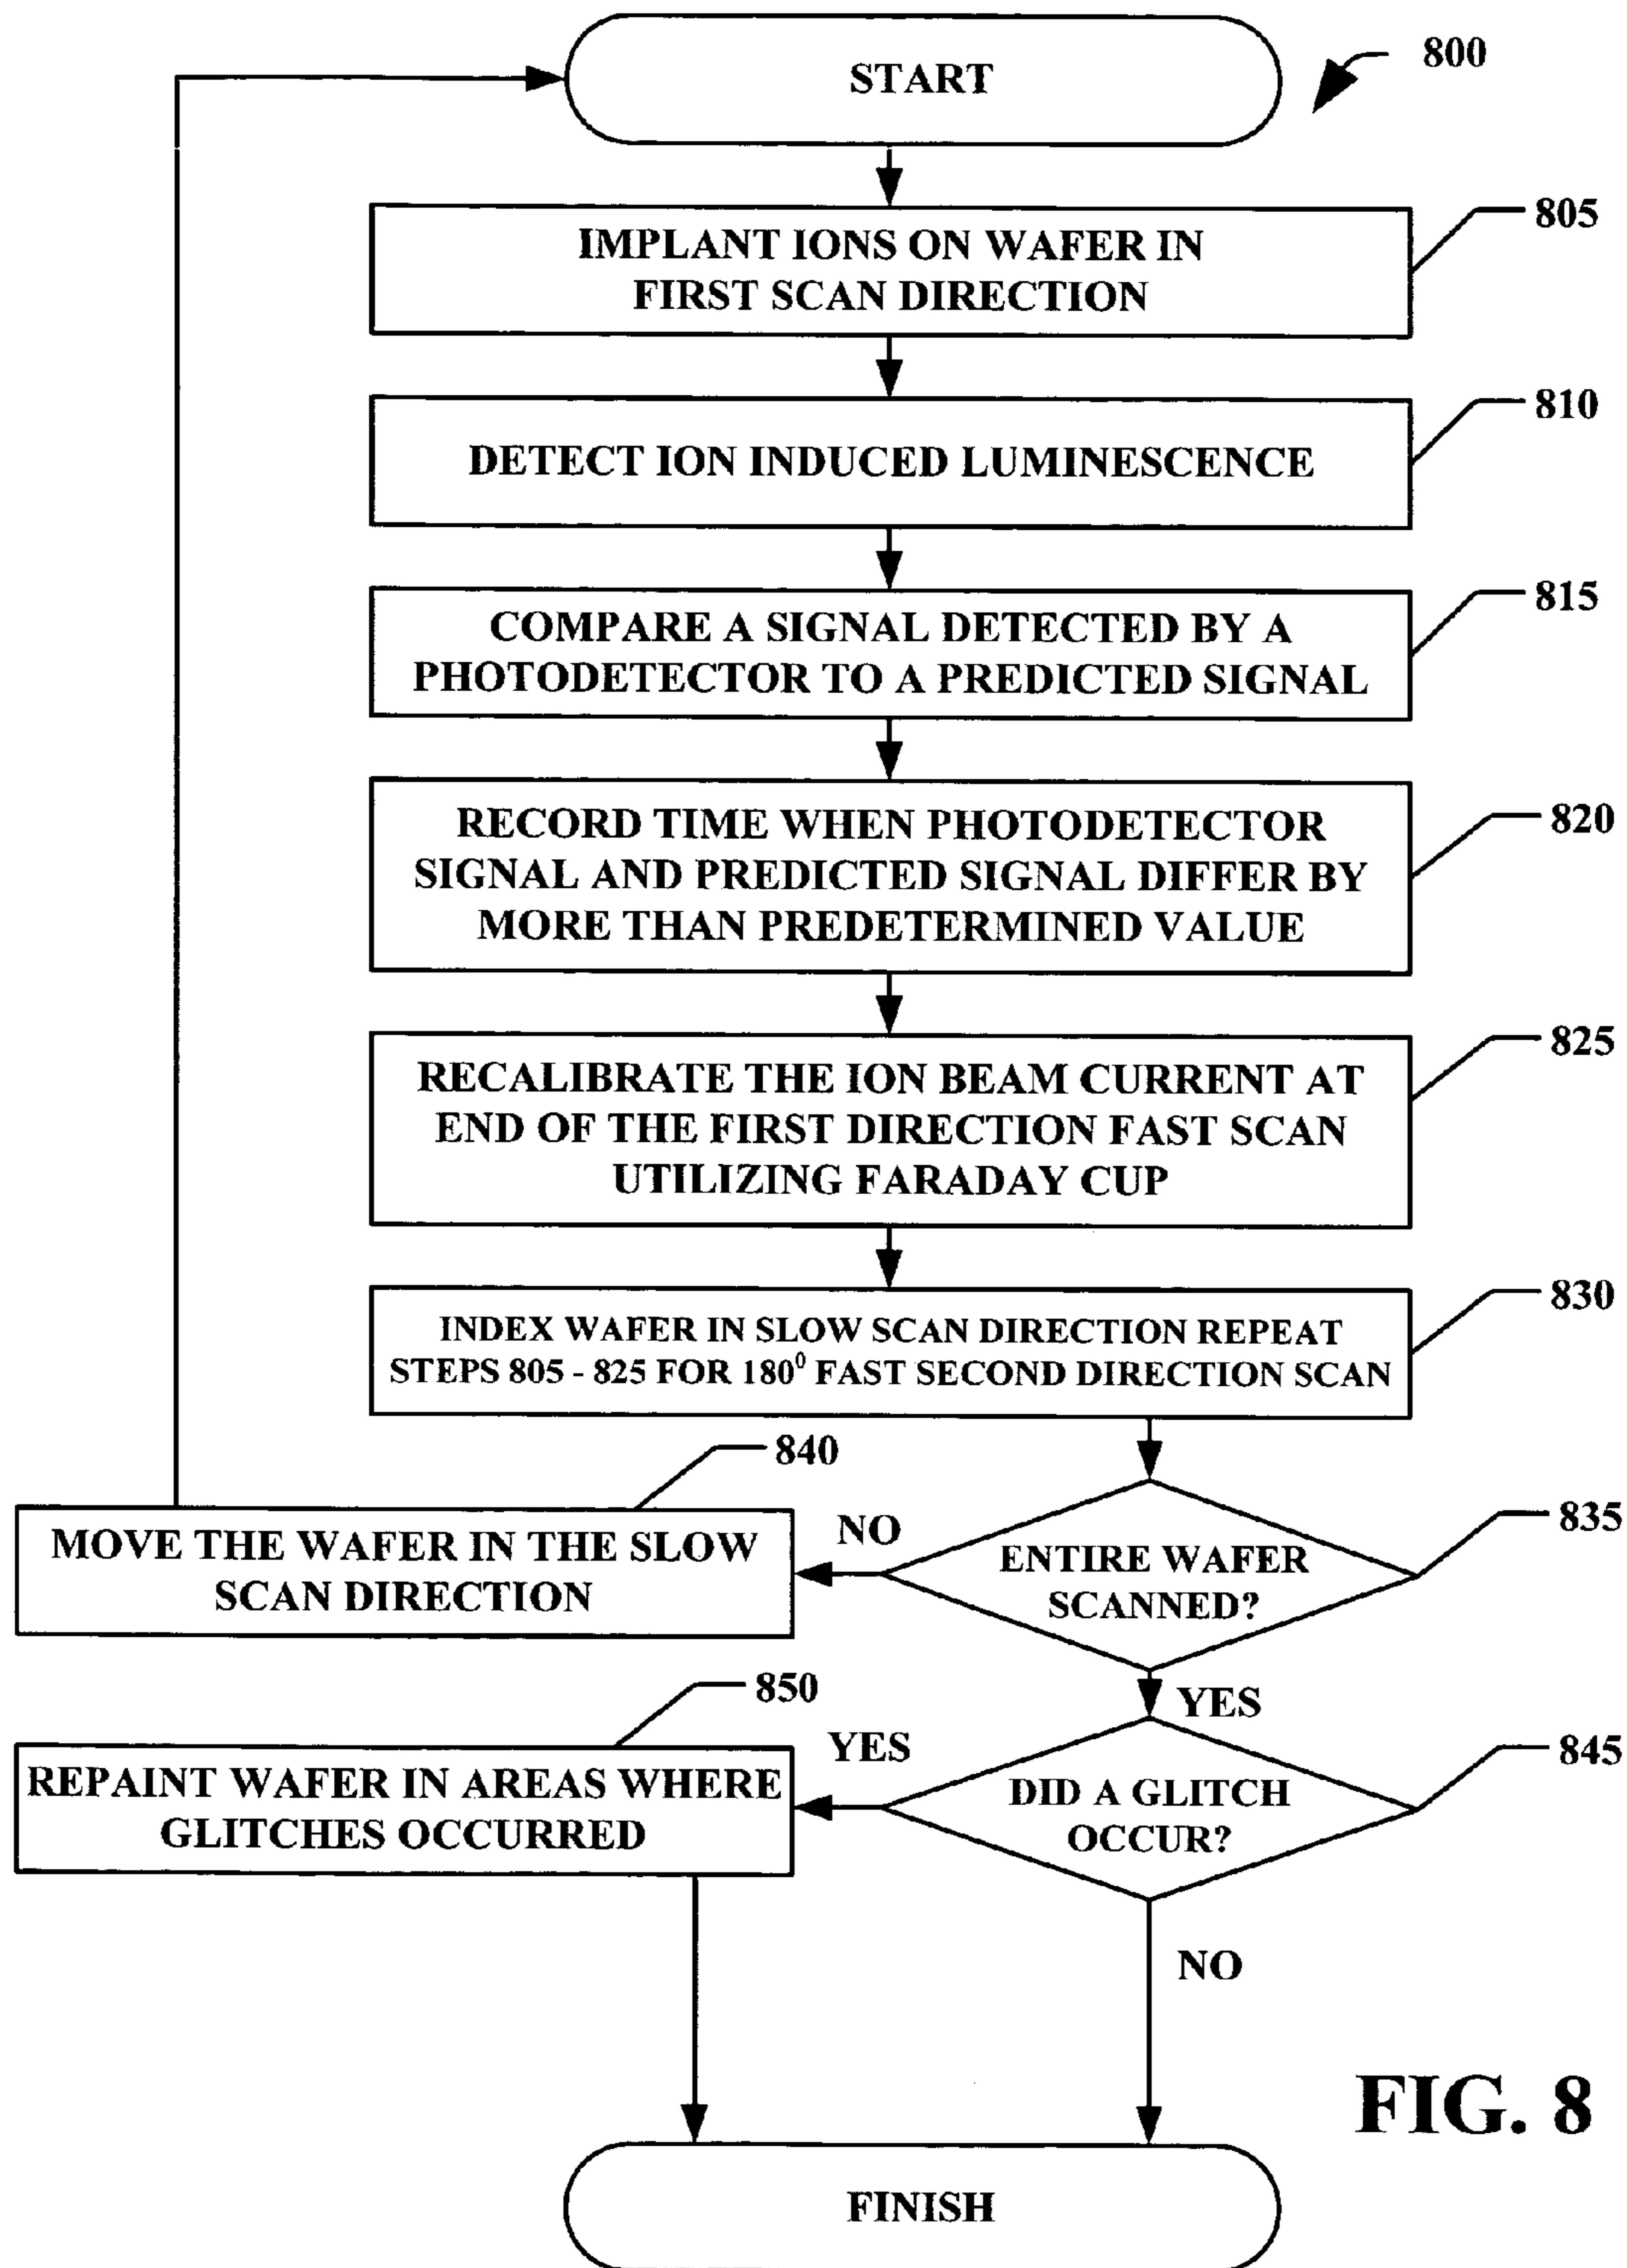 START
800
IMPLANT IONS ON WAFER IN
FIRST SCAN DIRECTION
805
DETECT ION INDUCED LUMINESCENCE
810
COMPARE A SIGNAL DETECTED BY A
PHOTODETECTOR TO A PREDICTED SIGNAL
815
RECORD TIME WHEN PHOTODETECTOR
SIGNAL AND PREDICTED SIGNAL DIFFER BY
MORE THAN PREDETERMINED VALUE
820
RECALIBRATE THE ION BEAM CURRENT AT
END OF THE FIRST DIRECTION FAST SCAN
UTILIZING FARADAY CUP
825
INDEX WAFER IN SLOW SCAN DIRECTION REPEAT
STEPS 805 - 825 FOR 180⁰ FAST SECOND DIRECTION SCAN
830
840
MOVE THE WAFER IN THE SLOW
SCAN DIRECTION
NO
ENTIRE WAFER
SCANNED?
835
YES
850
REPAINT WAFER IN AREAS WHERE
GLITCHES OCCURRED
YES
DID A GLITCH
OCCUR?
845
NO
FIG. 8
FINISH